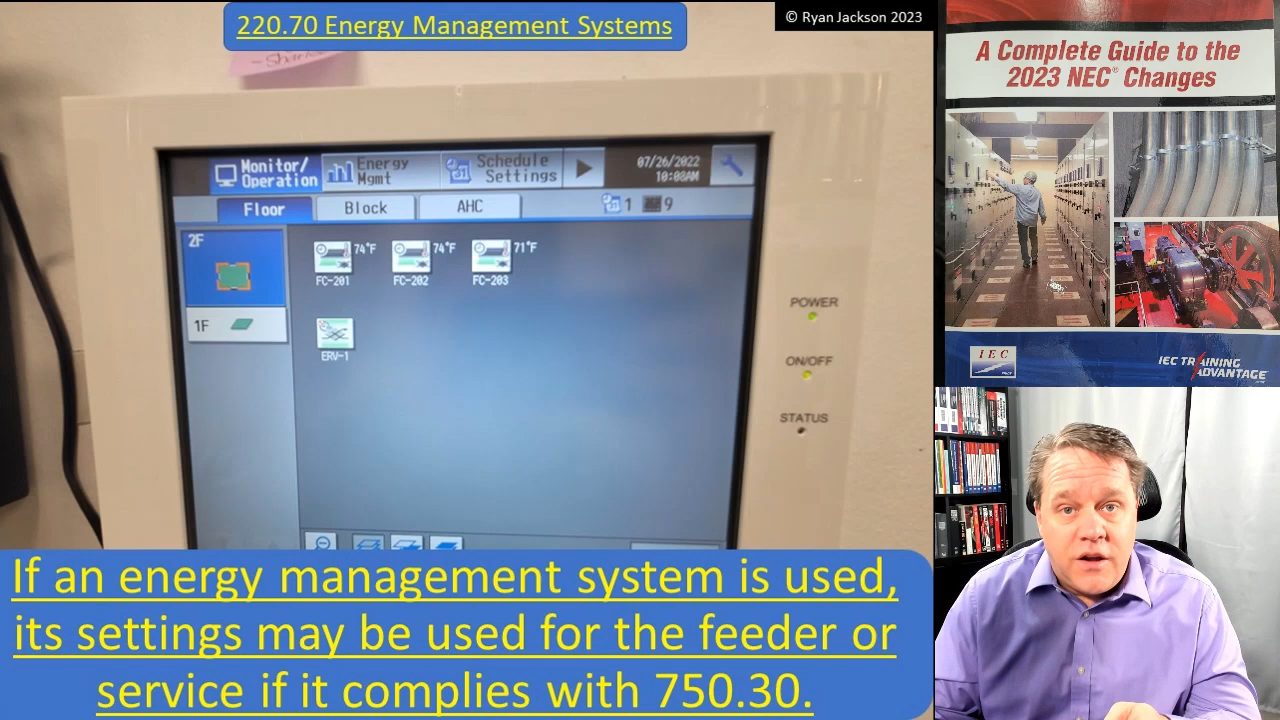 220.70 Energy Management Systems
© Ryan Jackson 2023
Monitor/
Operation
Energy
Mgmt
Schedule
Settings
07/26/2022
10:08AM
Floor
Block
AHC
1
9
2F
74°F
74°F
71°F
FC-201
FC-202
FC-203
1F
ERV-1
POWER
ON/OFF
STATUS
If an energy management system is used,
its settings may be used for the feeder or
service if it complies with 750.30.
A Complete Guide to the
2023 NEC® Changes
IEC
IEC TRAINING
ADVANTAGE